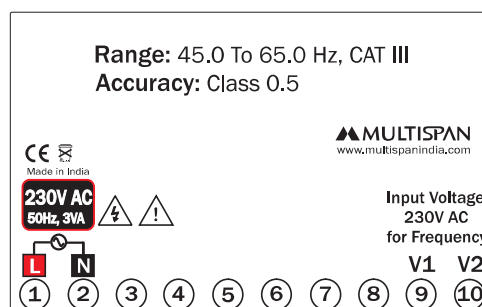 Range: 45.0 To 65.0 Hz, CAT III
Accuracy: Class 0.5
MULTISPAN
www.multispanindia.com
CE
Made in India
230V AC
50Hz, 3VA
Input Voltage
230V AC
for Frequency
L N
V1 V2
1 2 3 4 5 6 7 8 9 10